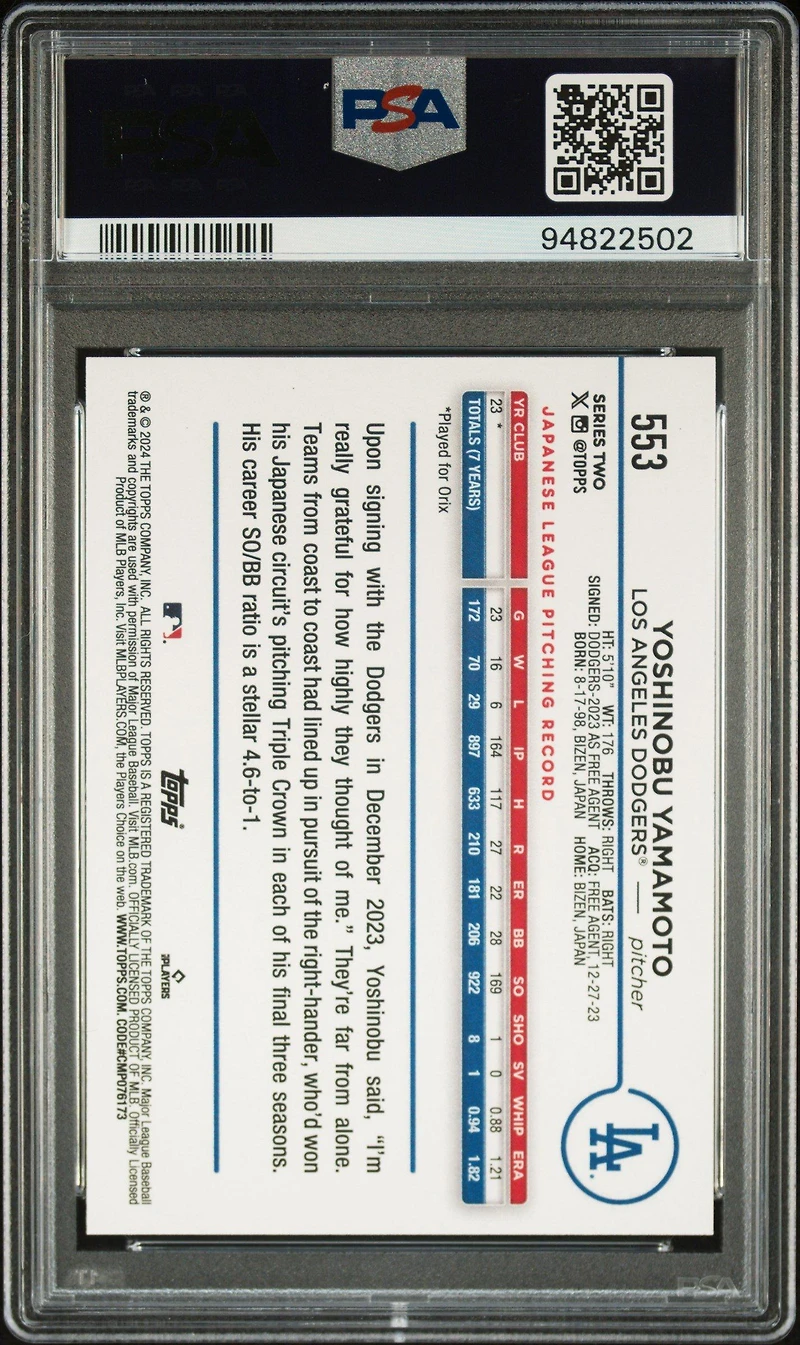 PSA
94822502
553
YOSHINOBU YAMAMOTO
LOS ANGELES DODGERS® — pitcher
SERIES TWO
@TOPPS
HT: 5'10" WT: 176 THROWS: RIGHT BATS: RIGHT
SIGNED: DODGERS-2023 AS FREE AGENT ACQ: FREE AGENT, 12-27-23
BORN: 8-17-98, BIZEN, JAPAN HOME: BIZEN, JAPAN
LA
JAPANESE LEAGUE PITCHING RECORD
YR CLUB G W L IP H R ER BB SO SHO SV WHIP ERA
23 * 23 16 6 164 117 27 22 28 169 1 0 0.88 1.21
TOTALS (7 YEARS) 172 70 29 897 633 210 181 206 922 8 1 0.94 1.82
*Played for Orix
Upon signing with the Dodgers in December 2023, Yoshinobu said, "I'm
really grateful for how highly they thought of me." They're far from alone.
Teams from coast to coast had lined up in pursuit of the right-hander, who'd won
his Japanese circuit's pitching Triple Crown in each of his final three seasons.
His career SO/BB ratio is a stellar 4.6-to-1.
topps®
PLAYERS
® & © 2024 THE TOPPS COMPANY, INC. ALL RIGHTS RESERVED. TOPPS IS A REGISTERED TRADEMARK OF THE TOPPS COMPANY, INC. Major League Baseball
trademarks and copyrights are used with permission of Major League Baseball. Visit MLB.com. OFFICIALLY LICENSED PRODUCT OF MLB Officially Licensed
Product of MLB Players, Inc. Visit MLBPLAYERS.COM, the Players Choice on the web. WWW.TOPPS.COM. CODE#CMP076173
PSA